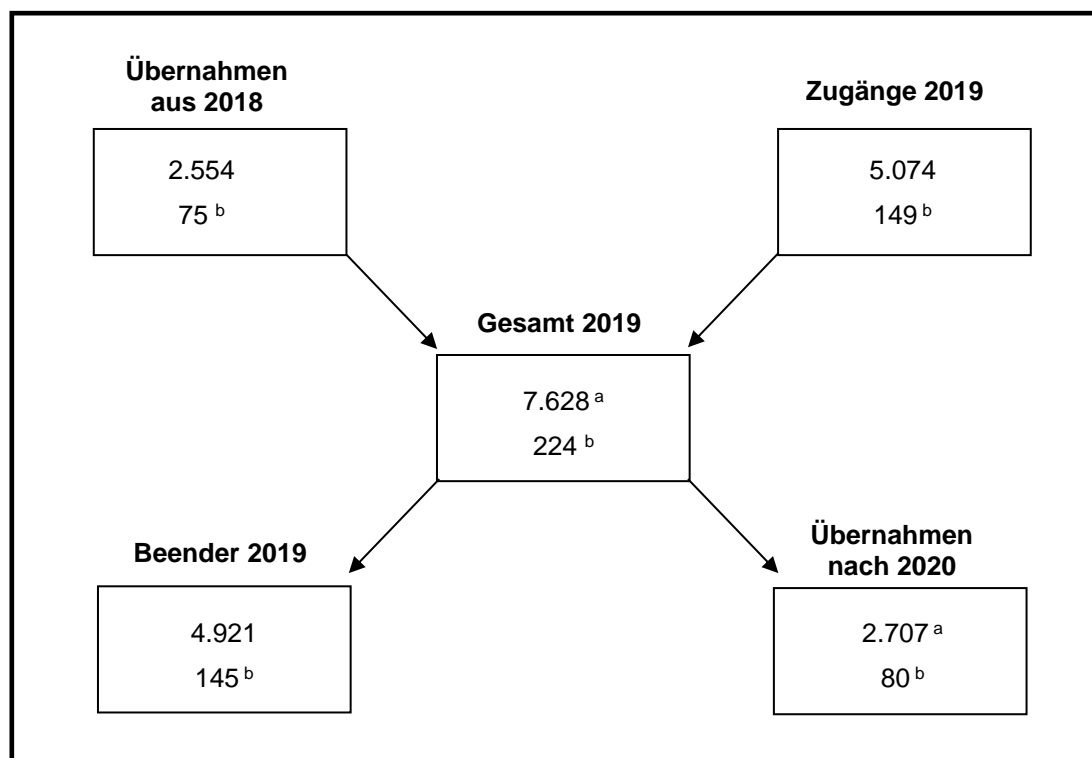 Übernahmen
aus 2018
2.554
75 b
Zugänge 2019
5.074
149 b
Gesamt 2019
7.628 a
224 b
Beender 2019
4.921
145 b
Übernahmen
nach 2020
2.707 a
80 b